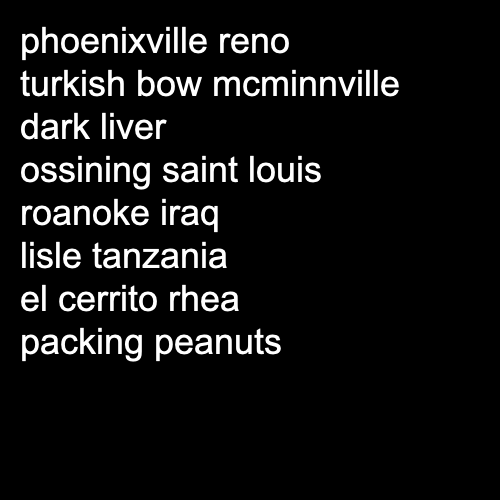 phoenixville reno
turkish bow mcminnville
dark liver
ossining saint louis
roanoke iraq
lisle tanzania
el cerrito rhea
packing peanuts